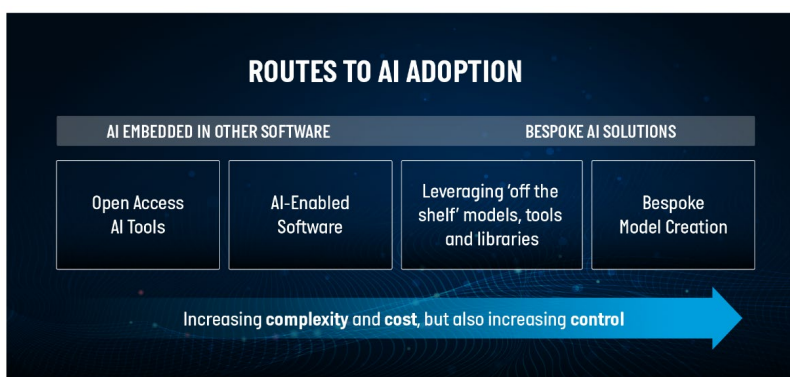 ROUTES TO AI ADOPTION
AI EMBEDDED IN OTHER SOFTWARE
BESPOKE AI SOLUTIONS
Open Access
AI Tools
AI-Enabled
Software
Leveraging ‘off the
shelf’ models, tools
and libraries
Bespoke
Model Creation
Increasing complexity and cost, but also increasing control